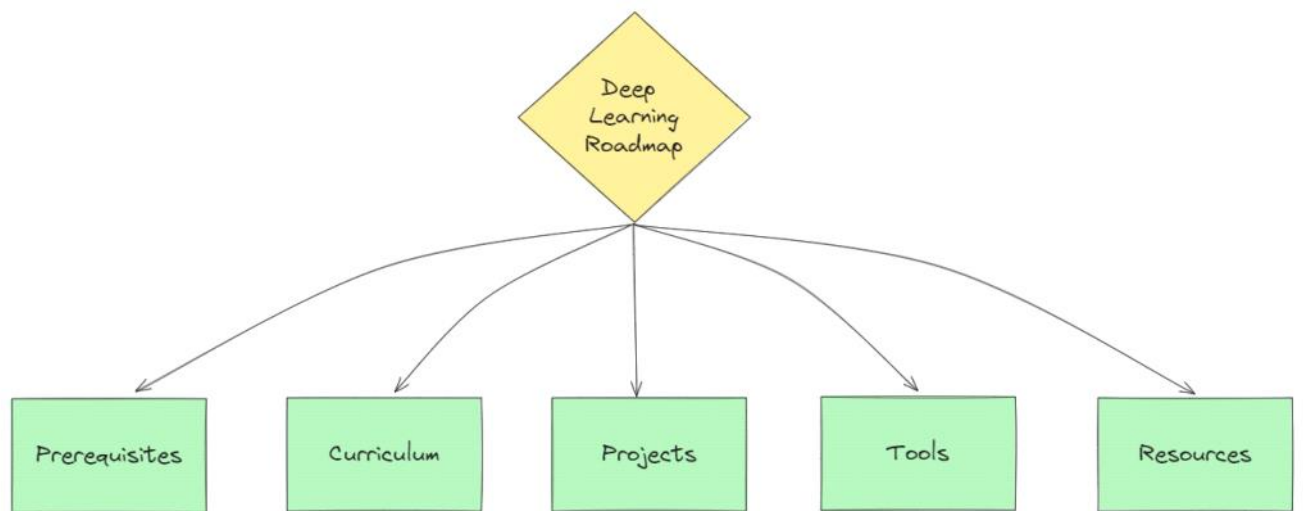 Deep
Learning
Roadmap
Prerequisites
Curriculum
Projects
Tools
Resources